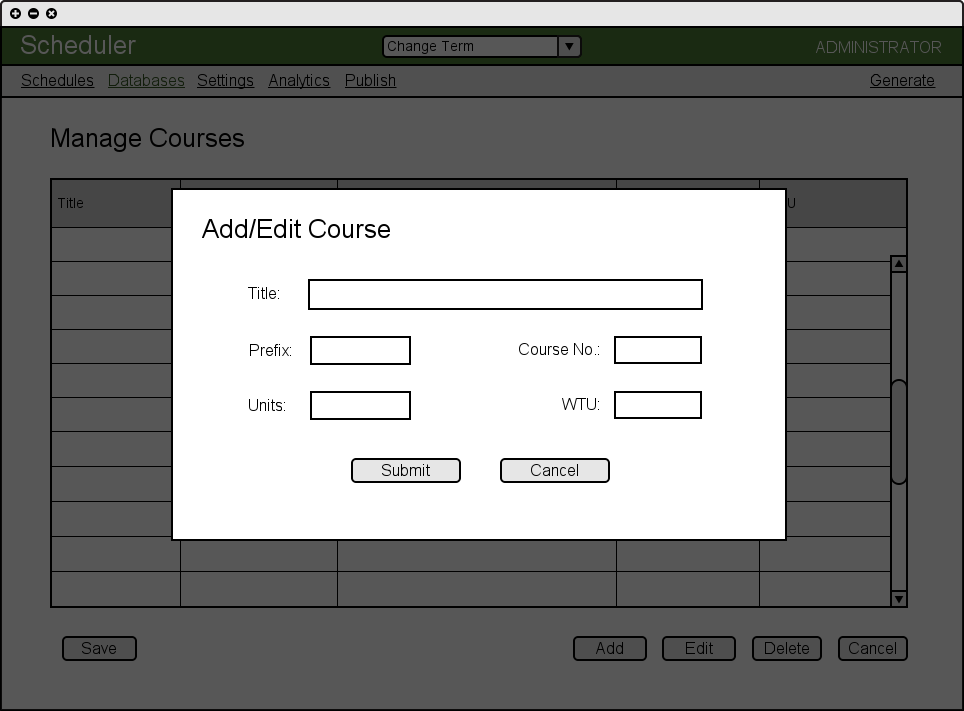 Scheduler
Change Term
ADMINISTRATOR
Schedules Databases Settings Analytics Publish Generate
Manage Courses
Title
U
Add/Edit Course
Title:
Prefix: Course No.:
Units: WTU:
Submit Cancel
Save Add Edit Delete Cancel